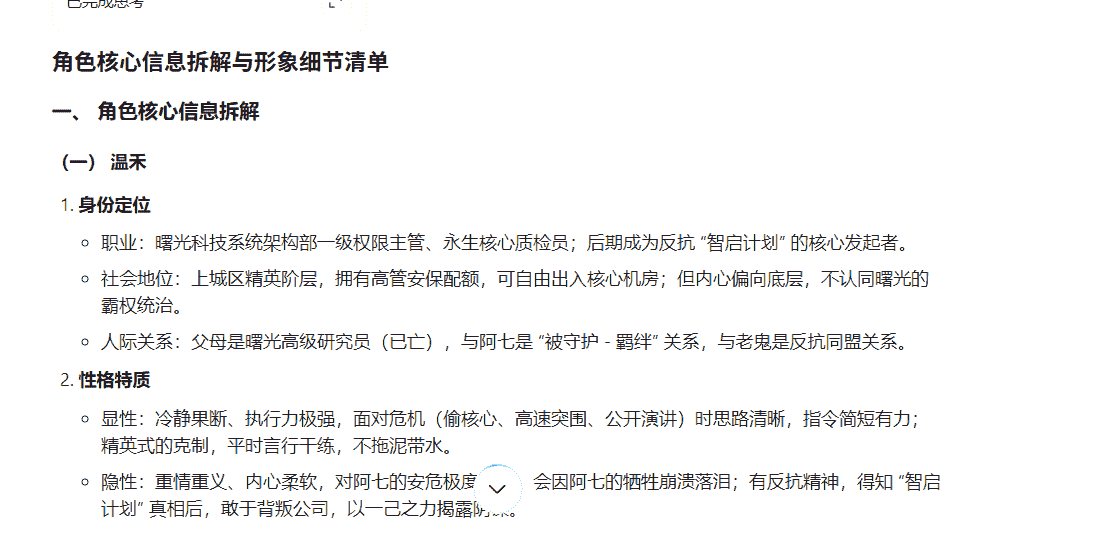 已完成思考
角色核心信息拆解与形象细节清单
一、 角色核心信息拆解
（一） 温禾
1. 身份定位
职业：曙光科技系统架构部一级权限主管、永生核心质检员；后期成为反抗 “智启计划” 的核心发起者。
社会地位：上城区精英阶层，拥有高管安保配额，可自由出入核心机房；但内心偏向底层，不认同曙光的
霸权统治。
人际关系：父母是曙光高级研究员（已亡），与阿七是 “被守护 - 羁绊” 关系，与老鬼是反抗同盟关系。
2. 性格特质
显性：冷静果断、执行力极强，面对危机（偷核心、高速突围、公开演讲）时思路清晰，指令简短有力；
精英式的克制，平时言行干练，不拖泥带水。
隐性：重情重义、内心柔软，对阿七的安危极度 会因阿七的牺牲崩溃落泪；有反抗精神，得知 “智启
计划” 真相后，敢于背叛公司，以一己之力揭露